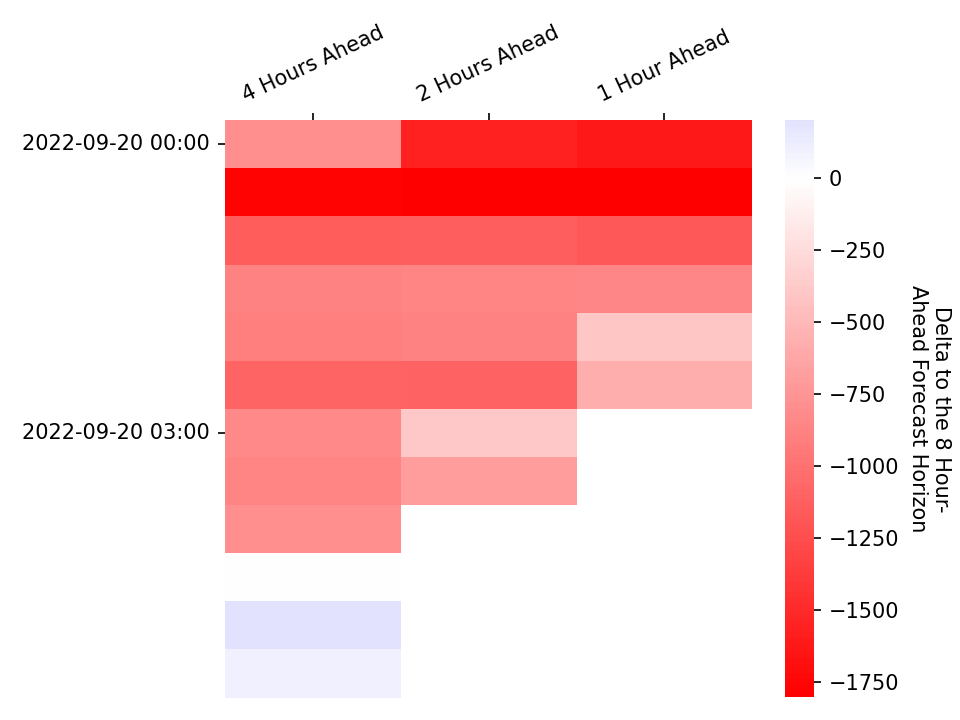 4 Hours Ahead
2 Hours Ahead
1 Hour Ahead
2022-09-20 00:00
2022-09-20 03:00
0
−250
−500
−750
−1000
−1250
−1500
−1750
Delta to the 8 Hour-
Ahead Forecast Horizon